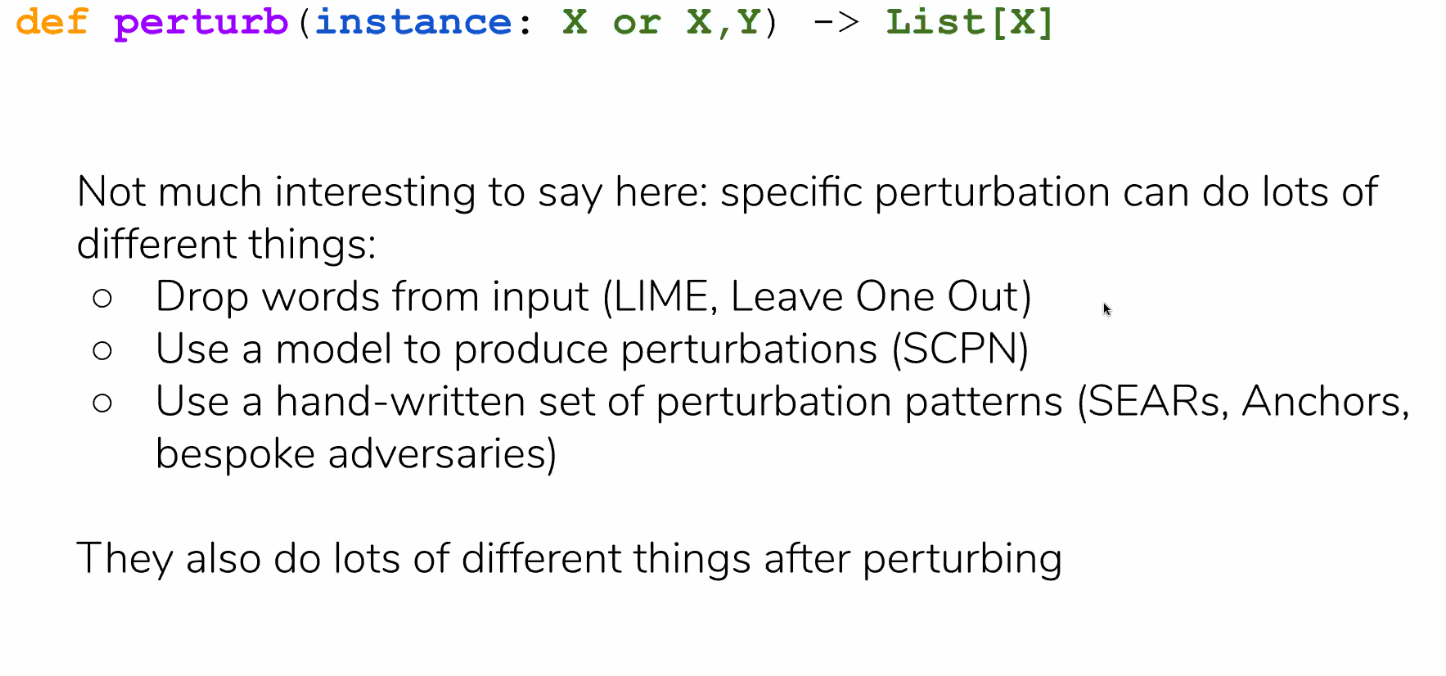 def perturb(instance: X or X,Y) -> List[X]
Not much interesting to say here: specific perturbation can do lots of
different things:
○ Drop words from input (LIME, Leave One Out)
○ Use a model to produce perturbations (SCPN)
○ Use a hand-written set of perturbation patterns (SEARs, Anchors,
bespoke adversaries)
They also do lots of different things after perturbing